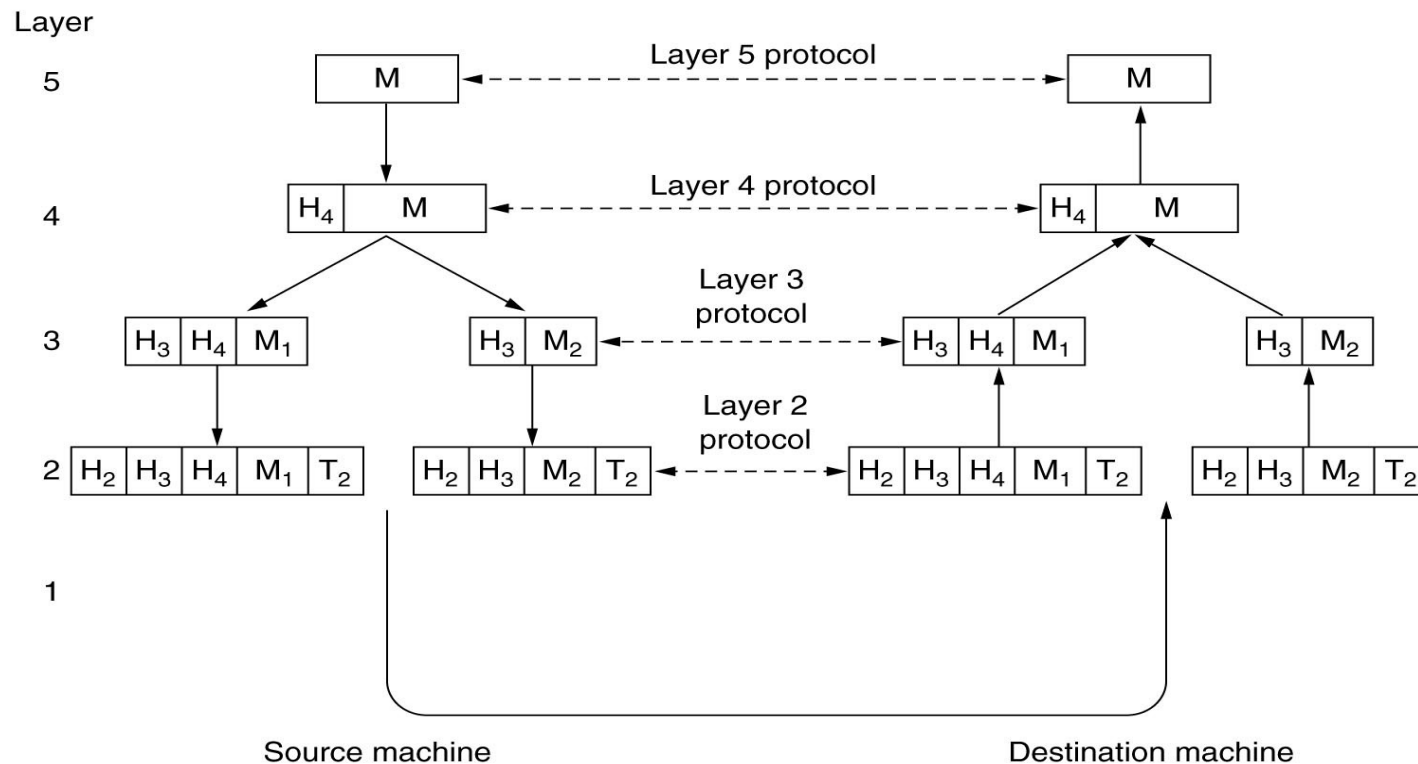 Layer
5 M Layer 5 protocol M
4 H₄ M Layer 4 protocol H₄ M
Layer 3
protocol
3 H₃ H₄ M₁ H₃ M₂ H₃ H₄ M₁ H₃ M₂
Layer 2
protocol
2 H₂ H₃ H₄ M₁ T₂ H₂ H₃ M₂ T₂ H₂ H₃ H₄ M₁ T₂ H₂ H₃ M₂ T₂
1
Source machine Destination machine